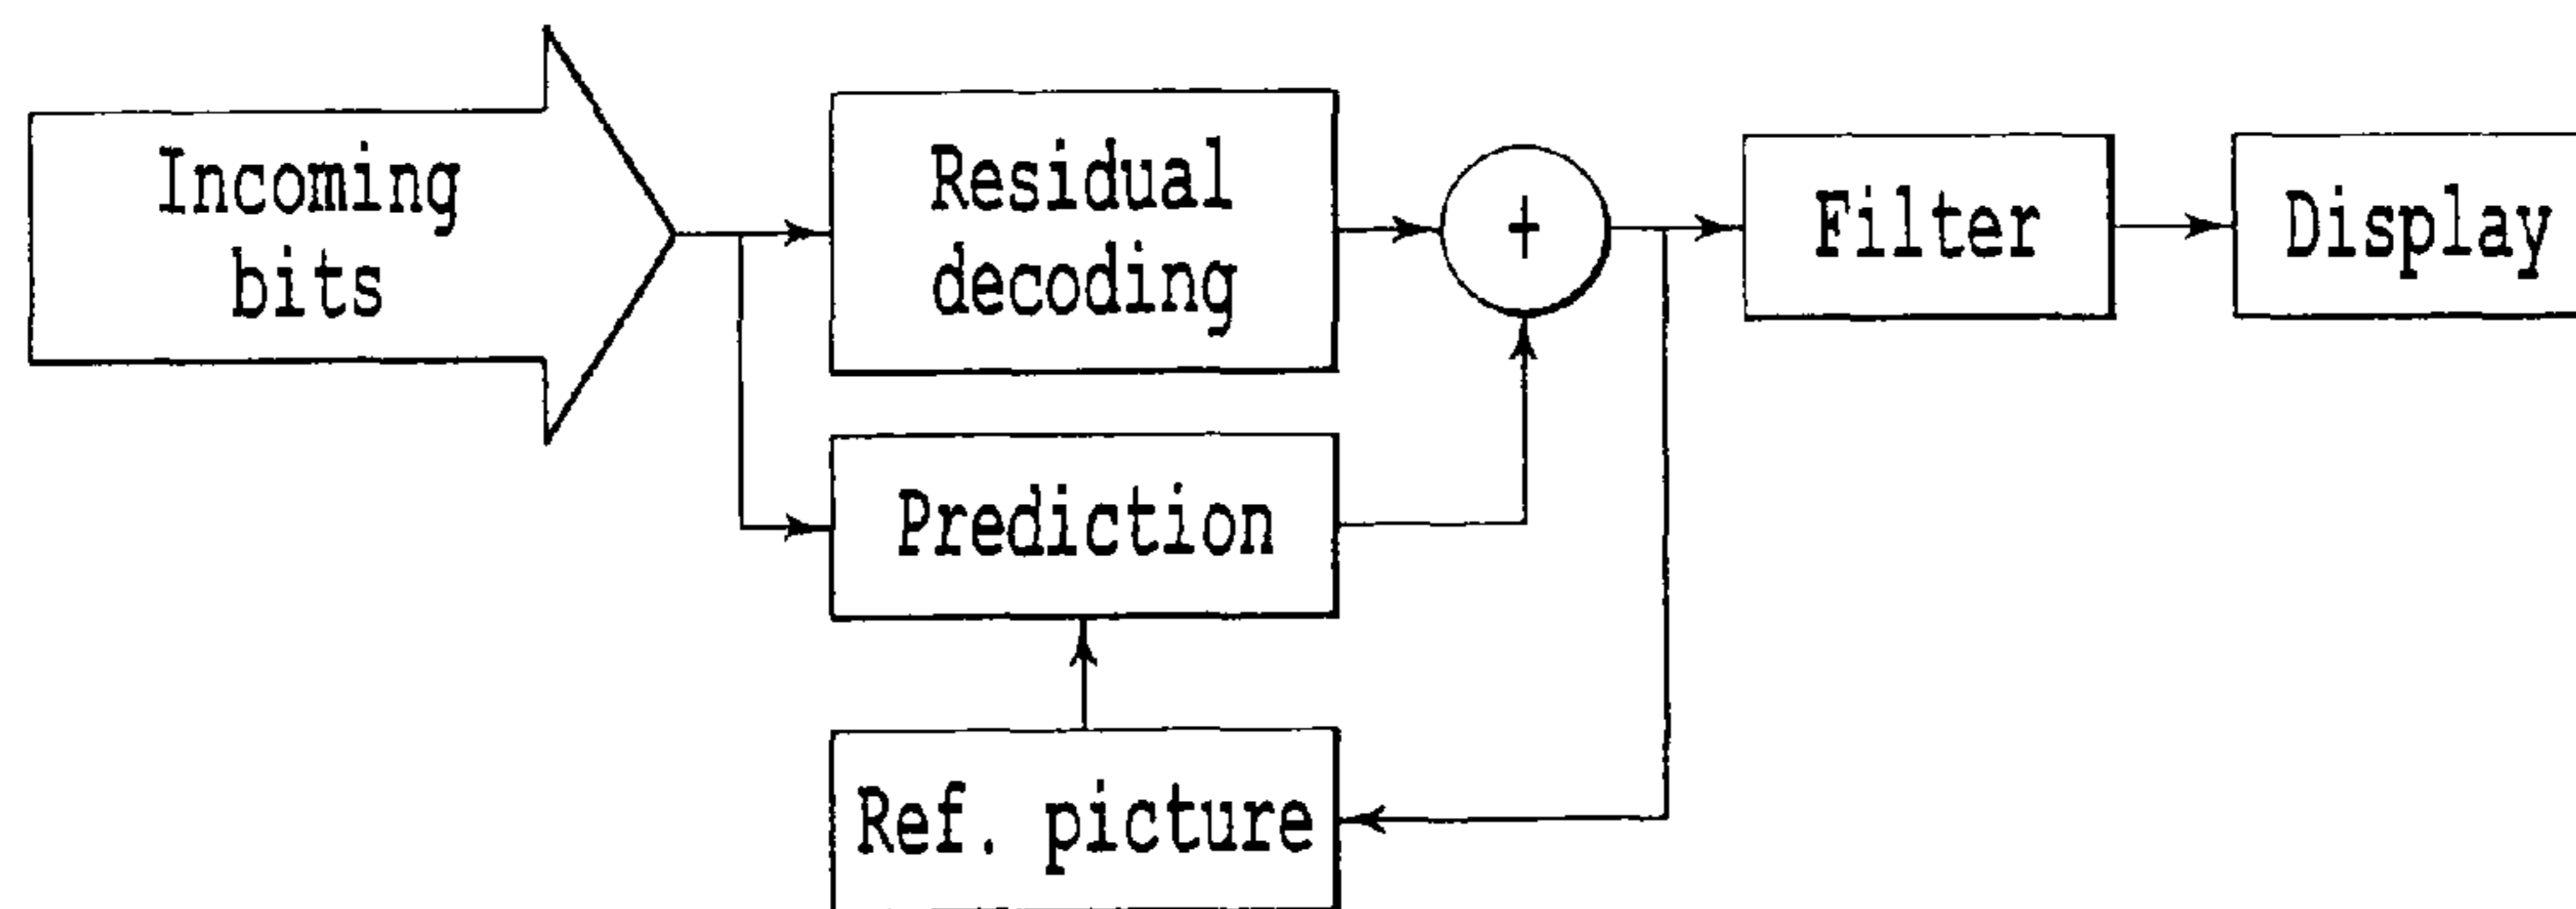 Incoming
bits
Residual
decoding
+
Filter
Display
Prediction
Ref. picture